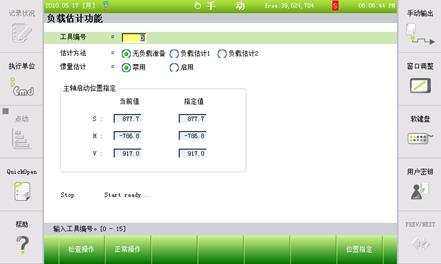 2010.05.17 [月] 手 动 free:39,624,704 S 06:06:44 PM
记录状况
执行单位
Cmd
点动
QuickOpen
帮助
负载估计功能
工具编号 = 0
估计方法 = 无负载准备 负载估计1 负载估计2
惯量估计 = 禁用 启用
主轴启动位置指定
当前值 指定值
S : 877.7 877.7
H : -786.8 -786.8
V : 917.0 917.0
Stop Start ready...
输入工具编号。[0 - 15]
检查操作 正常操作 位置指定
手动输出
窗口调整
软键盘
用户密钥
PREV/NEXT